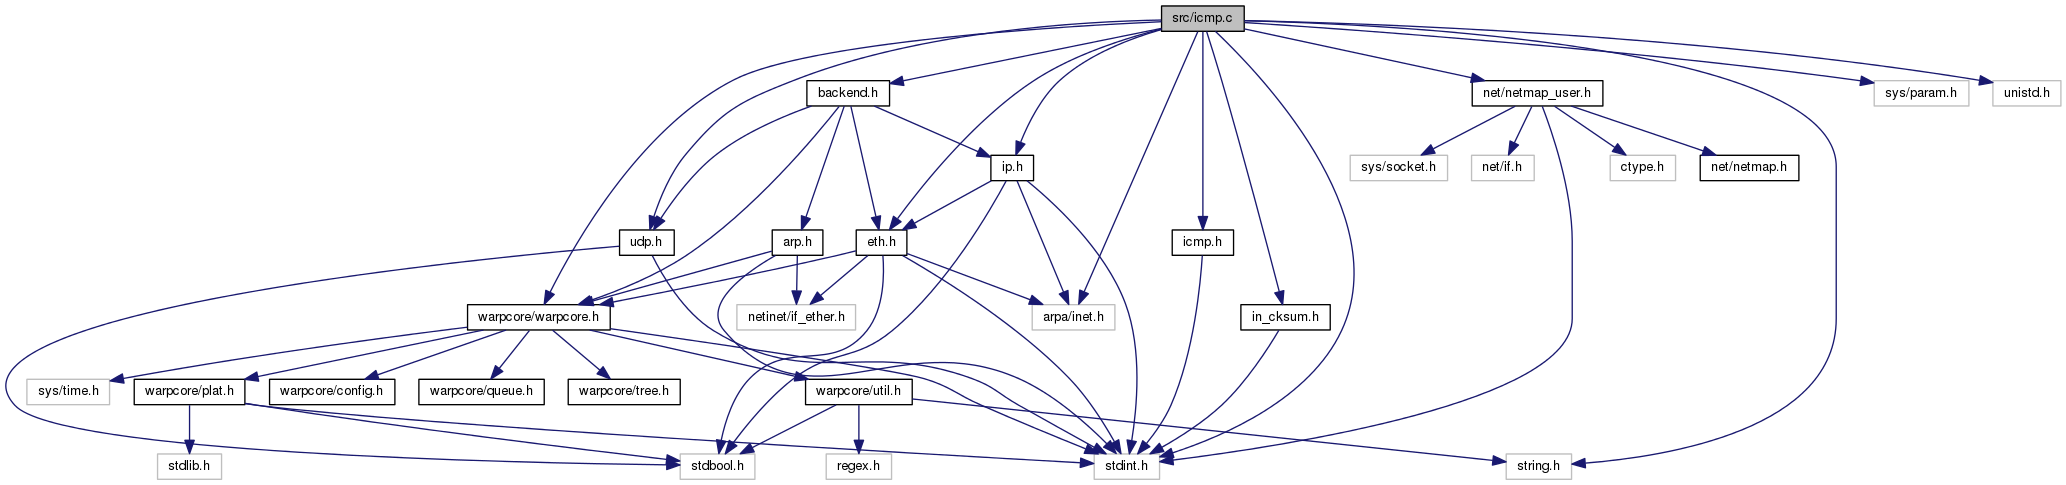 src/icmp.c
backend.h
net/netmap_user.h
sys/param.h
unistd.h
ip.h
sys/socket.h
net/if.h
ctype.h
net/netmap.h
udp.h
arp.h
eth.h
icmp.h
warpcore/warpcore.h
netinet/if_ether.h
arpa/inet.h
in_cksum.h
sys/time.h
warpcore/plat.h
warpcore/config.h
warpcore/queue.h
warpcore/tree.h
warpcore/util.h
stdlib.h
stdbool.h
regex.h
stdint.h
string.h